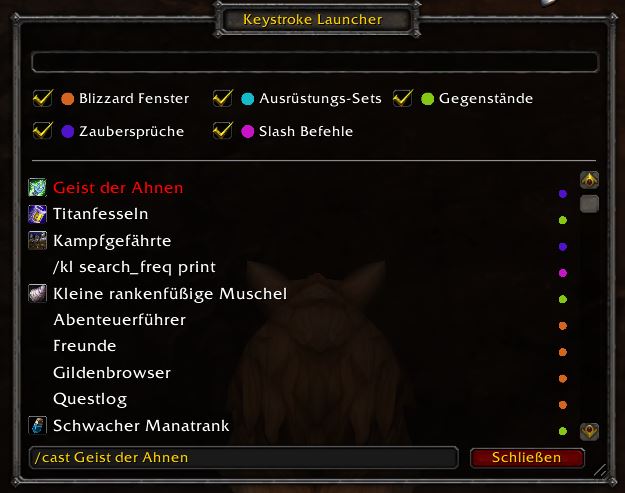 Keystroke Launcher
Blizzard Fenster Ausrüstungs-Sets Gegenstände
Zaubersprüche Slash Befehle
Geist der Ahnen
Titanfesseln
Kampfgefährte
/kl search_freq print
Kleine rankenfüßige Muschel
Abenteuerführer
Freunde
Gildenbrowser
Questlog
Schwacher Manatrank
/cast Geist der Ahnen Schließen